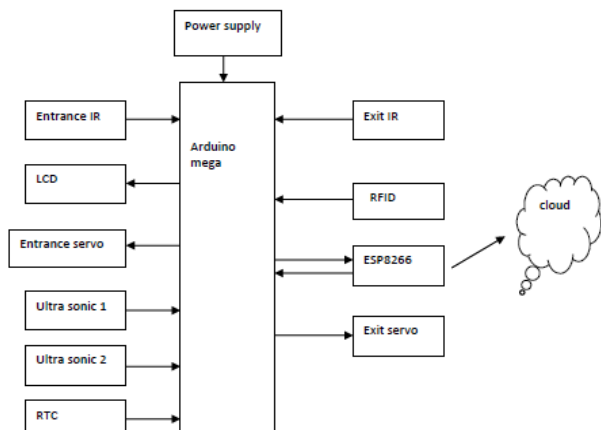 Power supply
Entrance IR
Exit IR
Arduino
mega
LCD
RFID
cloud
Entrance servo
ESP8266
Ultra sonic 1
Exit servo
Ultra sonic 2
RTC